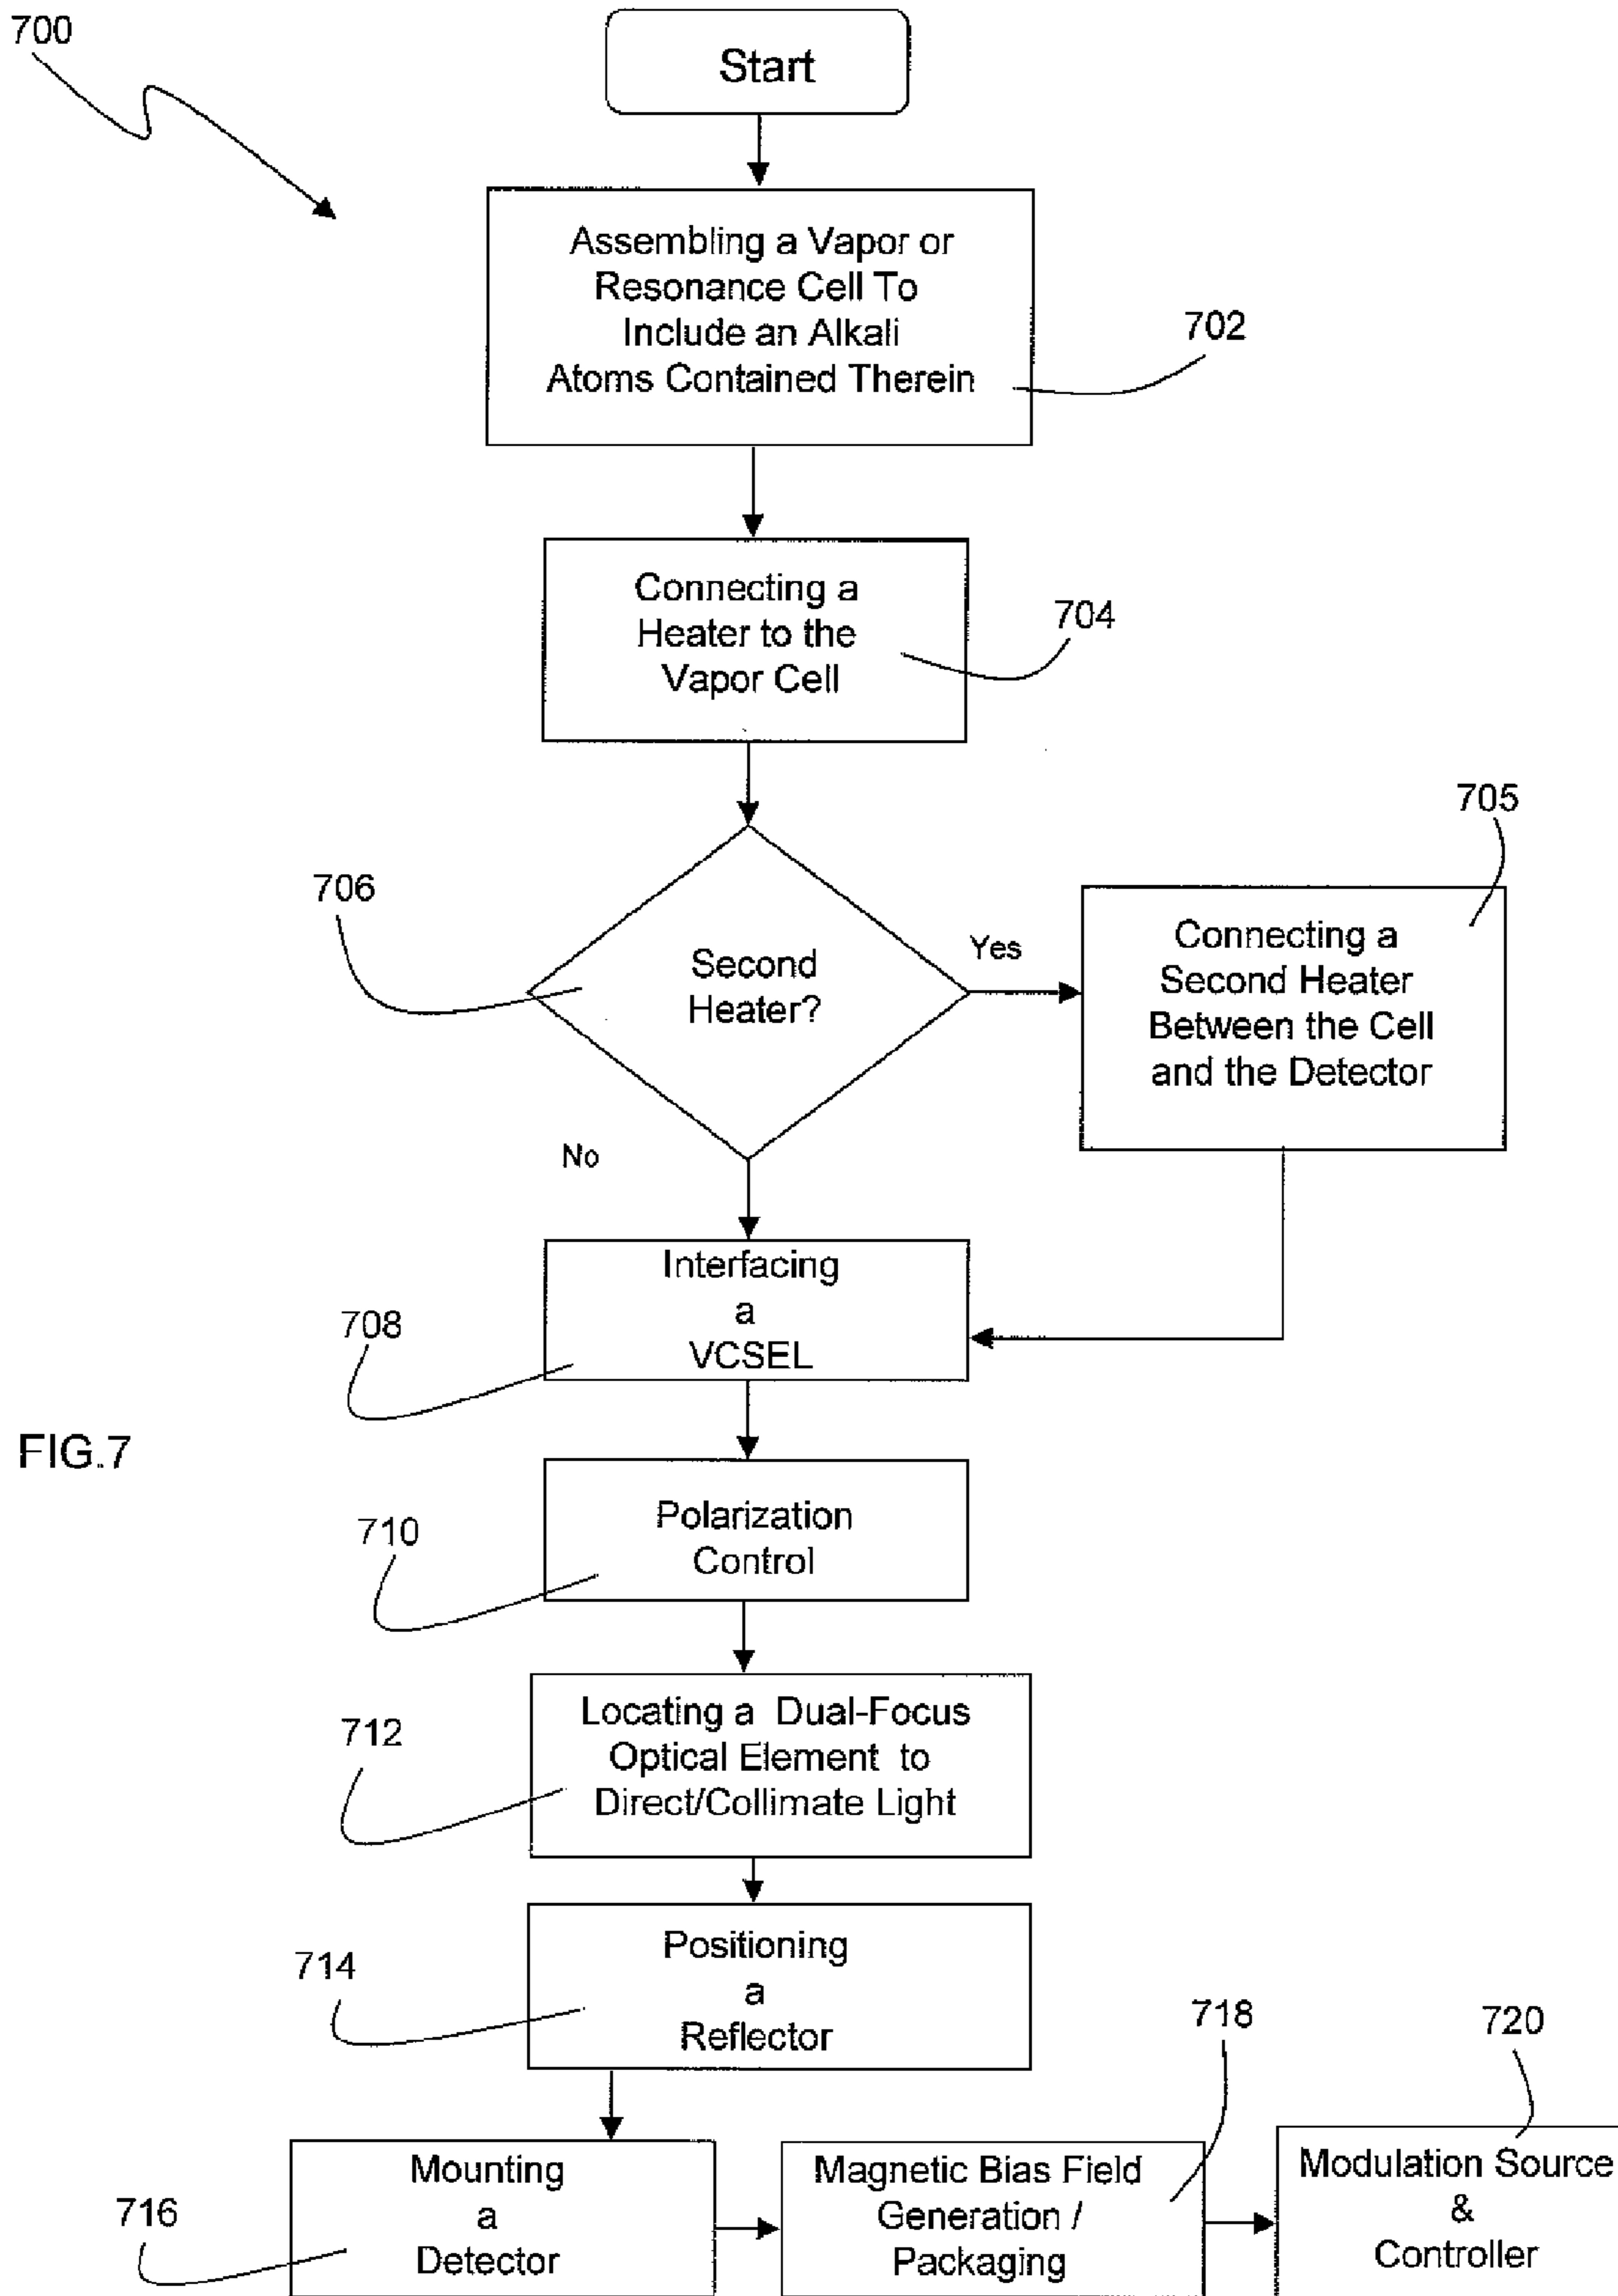 700
Start
Assembling a Vapor or
Resonance Cell To
Include an Alkali
Atoms Contained Therein
702
Connecting a
Heater to the
Vapor Cell
704
706
Second
Heater?
Yes
705
Connecting a
Second Heater
Between the Cell
and the Detector
No
Interfacing
a
VCSEL
708
FIG.7
Polarization
Control
710
Locating a Dual-Focus
Optical Element to
Direct/Collimate Light
712
Positioning
a
Reflector
714
Mounting
a
Detector
716
Magnetic Bias Field
Generation /
Packaging
718
Modulation Source
&
Controller
720